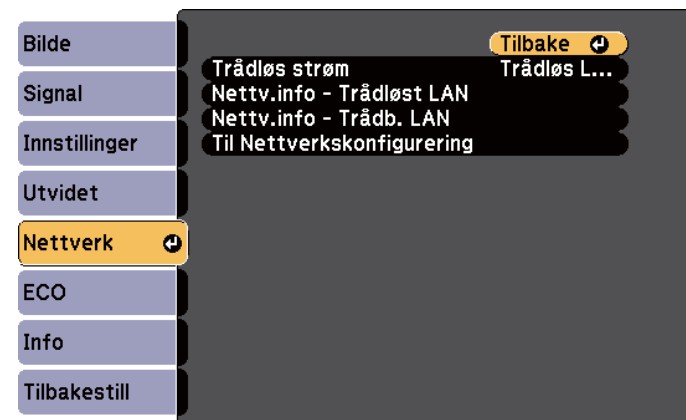 Bilde
Signal
Innstillinger
Utvidet
Nettverk
ECO
Info
Tilbakestill
Tilbake
Trådløs strøm Trådløs L...
Nettv.info - Trådløst LAN
Nettv.info - Trådb. LAN
Til Nettverkskonfigurering